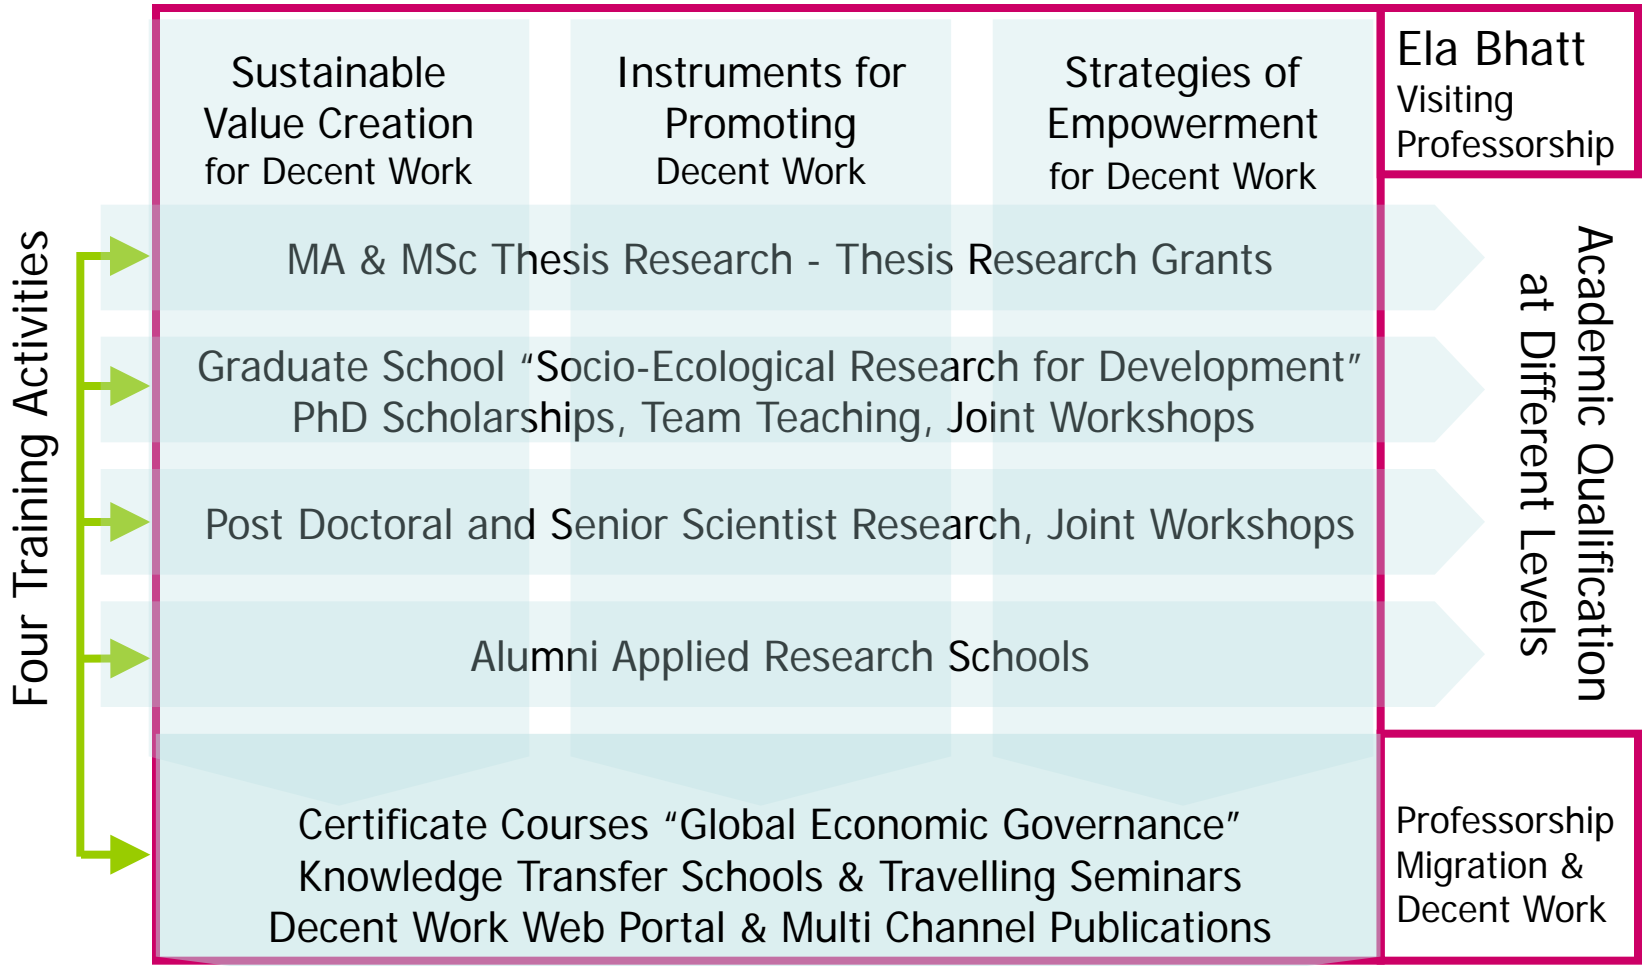 Sustainable
Value Creation
for Decent Work
Instruments for
Promoting
Decent Work
Strategies of
Empowerment
for Decent Work
Ela Bhatt
Visiting
Professorship
Four Training Activities
MA & MSc Thesis Research - Thesis Research Grants
Graduate School “Socio-Ecological Research for Development”
PhD Scholarships, Team Teaching, Joint Workshops
Post Doctoral and Senior Scientist Research, Joint Workshops
Alumni Applied Research Schools
Academic Qualification
at Different Levels
Certificate Courses “Global Economic Governance”
Knowledge Transfer Schools & Travelling Seminars
Decent Work Web Portal & Multi Channel Publications
Professorship
Migration &
Decent Work